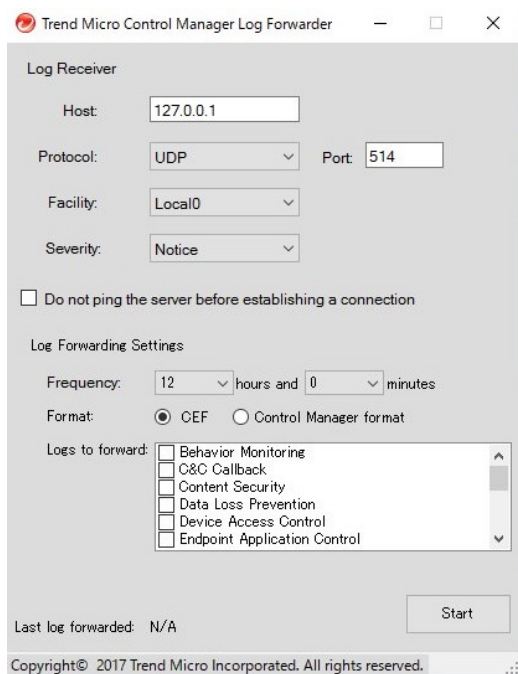 Trend Micro Control Manager Log Forwarder
Log Receiver
Host: 127.0.0.1
Protocol: UDP Port: 514
Facility: Local0
Severity: Notice
Do not ping the server before establishing a connection
Log Forwarding Settings
Frequency: 12 hours and 0 minutes
Format: CEF Control Manager format
Logs to forward: Behavior Monitoring
C&C Callback
Content Security
Data Loss Prevention
Device Access Control
Endpoint Application Control
Start
Last log forwarded: N/A
Copyright© 2017 Trend Micro Incorporated. All rights reserved.